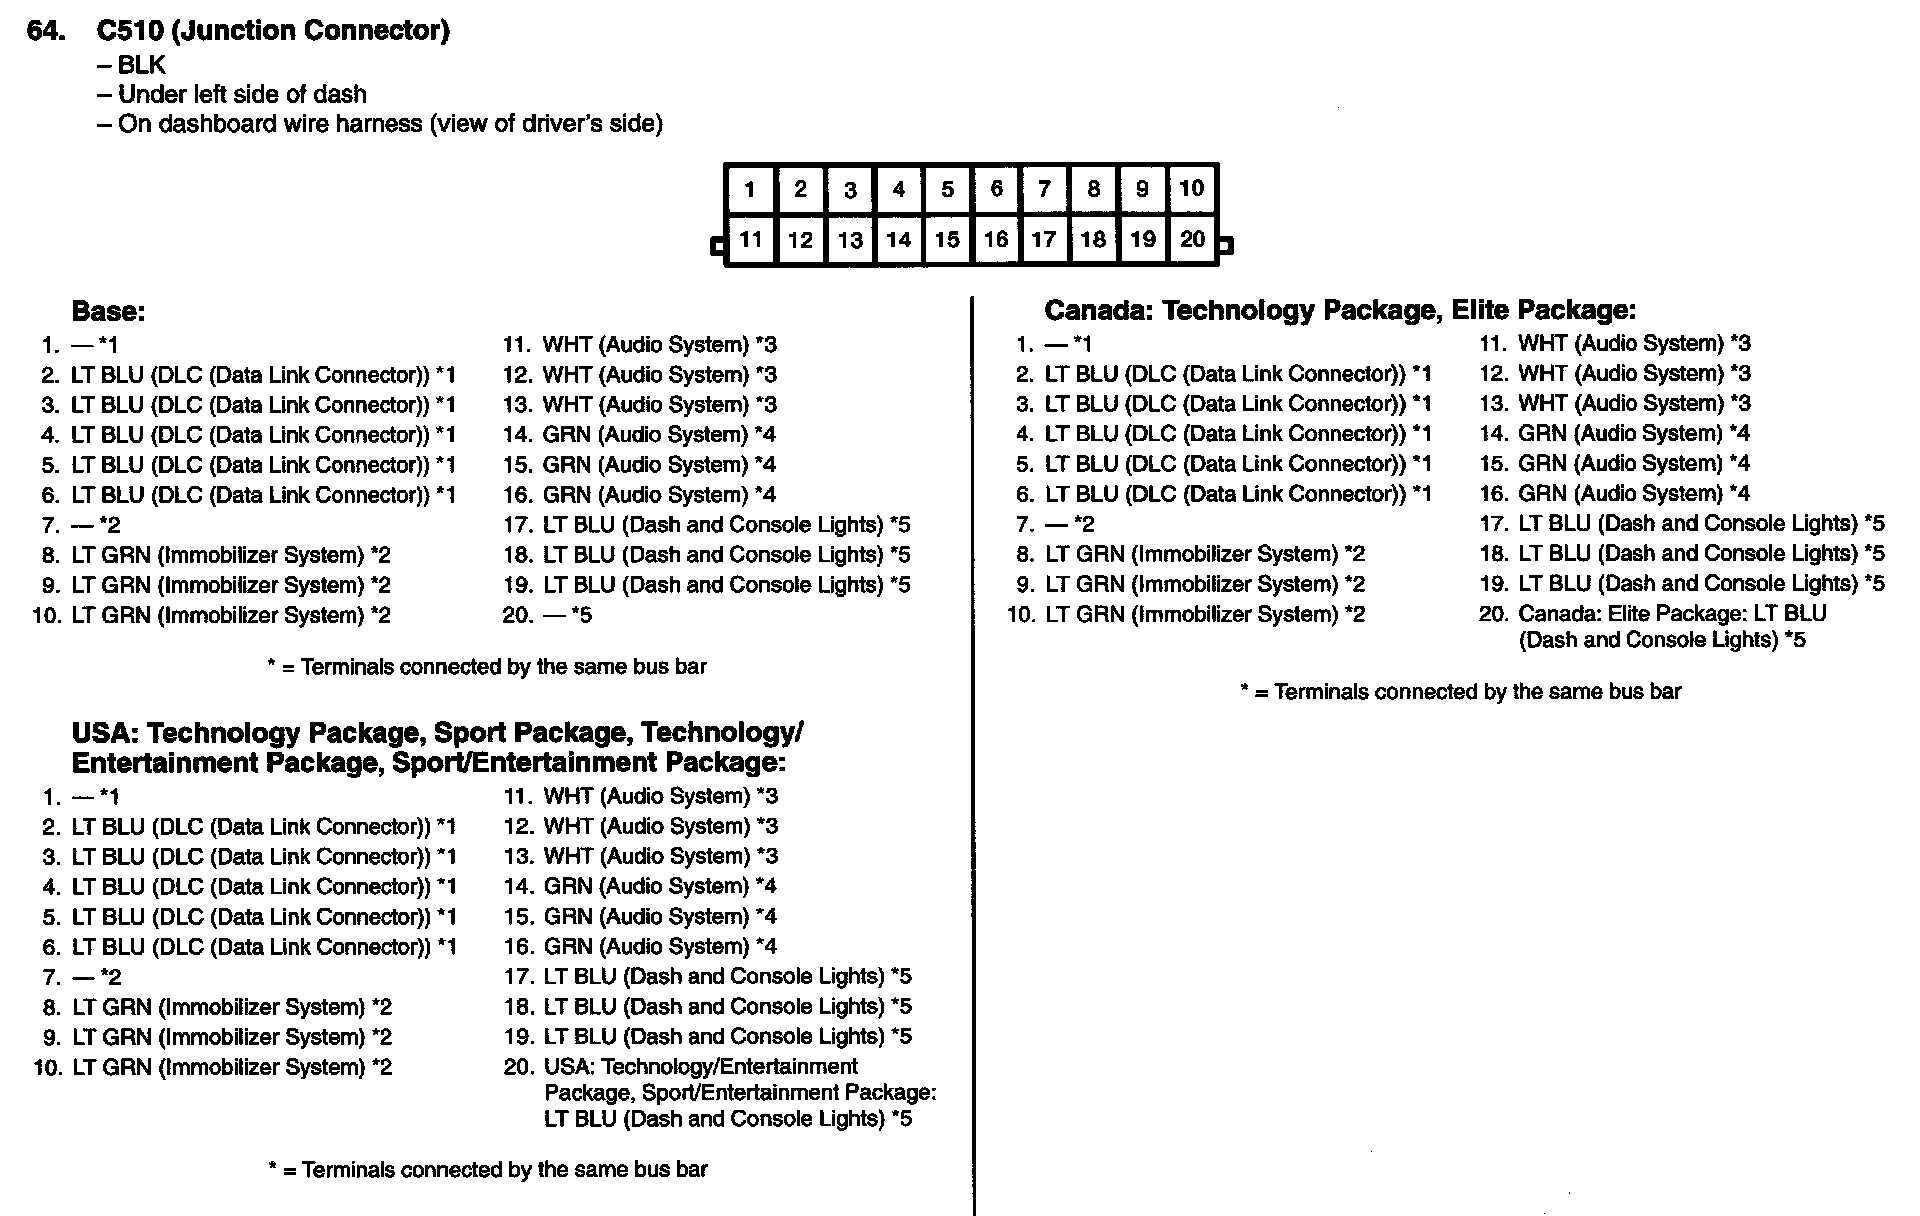 64. C510 (Junction Connector)
– BLK
– Under left side of dash
– On dashboard wire harness (view of driver's side)
1 2 3 4 5 6 7 8 9 10
11 12 13 14 15 16 17 18 19 20
Base:
1. — *1
2. LT BLU (DLC (Data Link Connector)) *1
3. LT BLU (DLC (Data Link Connector)) *1
4. LT BLU (DLC (Data Link Connector)) *1
5. LT BLU (DLC (Data Link Connector)) *1
6. LT BLU (DLC (Data Link Connector)) *1
7. — *2
8. LT GRN (Immobilizer System) *2
9. LT GRN (Immobilizer System) *2
10. LT GRN (Immobilizer System) *2
11. WHT (Audio System) *3
12. WHT (Audio System) *3
13. WHT (Audio System) *3
14. GRN (Audio System) *4
15. GRN (Audio System) *4
16. GRN (Audio System) *4
17. LT BLU (Dash and Console Lights) *5
18. LT BLU (Dash and Console Lights) *5
19. LT BLU (Dash and Console Lights) *5
20. — *5
* = Terminals connected by the same bus bar
USA: Technology Package, Sport Package, Technology/
Entertainment Package, Sport/Entertainment Package:
1. — *1
2. LT BLU (DLC (Data Link Connector)) *1
3. LT BLU (DLC (Data Link Connector)) *1
4. LT BLU (DLC (Data Link Connector)) *1
5. LT BLU (DLC (Data Link Connector)) *1
6. LT BLU (DLC (Data Link Connector)) *1
7. — *2
8. LT GRN (Immobilizer System) *2
9. LT GRN (Immobilizer System) *2
10. LT GRN (Immobilizer System) *2
11. WHT (Audio System) *3
12. WHT (Audio System) *3
13. WHT (Audio System) *3
14. GRN (Audio System) *4
15. GRN (Audio System) *4
16. GRN (Audio System) *4
17. LT BLU (Dash and Console Lights) *5
18. LT BLU (Dash and Console Lights) *5
19. LT BLU (Dash and Console Lights) *5
20. USA: Technology/Entertainment
Package, Sport/Entertainment Package:
LT BLU (Dash and Console Lights) *5
* = Terminals connected by the same bus bar
Canada: Technology Package, Elite Package:
1. — *1
2. LT BLU (DLC (Data Link Connector)) *1
3. LT BLU (DLC (Data Link Connector)) *1
4. LT BLU (DLC (Data Link Connector)) *1
5. LT BLU (DLC (Data Link Connector)) *1
6. LT BLU (DLC (Data Link Connector)) *1
7. — *2
8. LT GRN (Immobilizer System) *2
9. LT GRN (Immobilizer System) *2
10. LT GRN (Immobilizer System) *2
11. WHT (Audio System) *3
12. WHT (Audio System) *3
13. WHT (Audio System) *3
14. GRN (Audio System) *4
15. GRN (Audio System) *4
16. GRN (Audio System) *4
17. LT BLU (Dash and Console Lights) *5
18. LT BLU (Dash and Console Lights) *5
19. LT BLU (Dash and Console Lights) *5
20. Canada: Elite Package: LT BLU
(Dash and Console Lights) *5
* = Terminals connected by the same bus bar